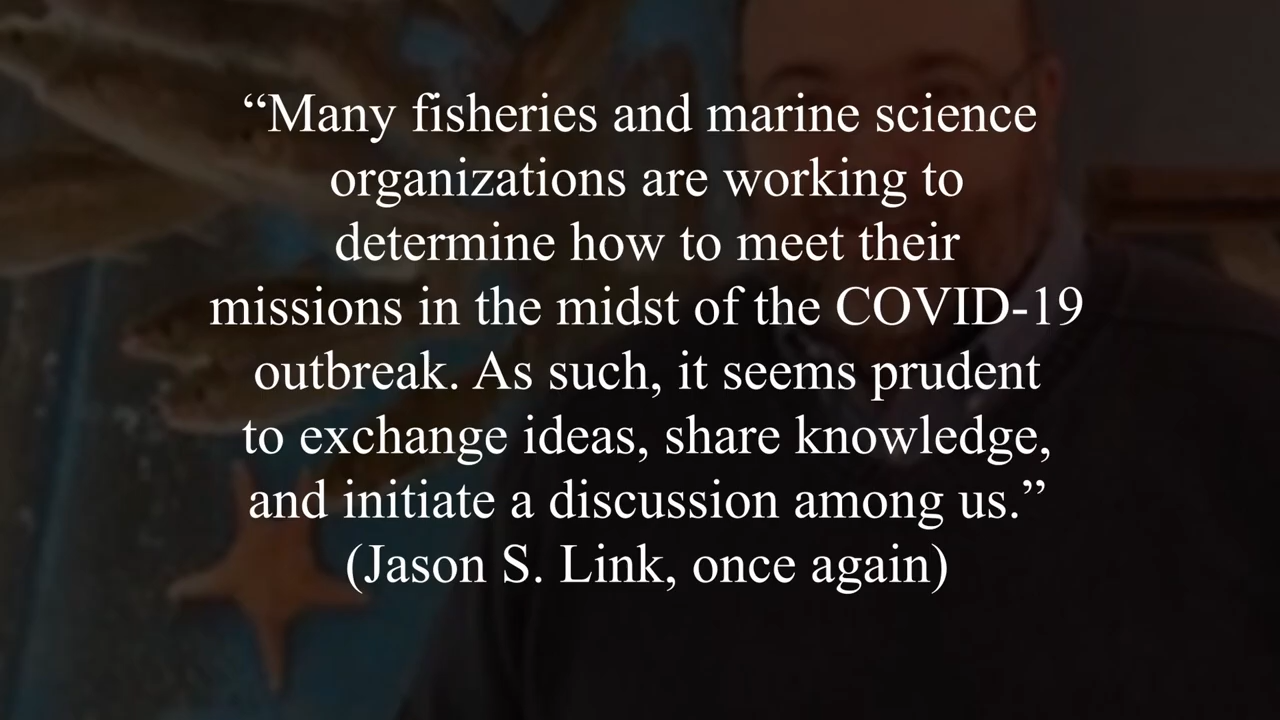 “Many fisheries and marine science
organizations are working to
determine how to meet their
missions in the midst of the COVID-19
outbreak. As such, it seems prudent
to exchange ideas, share knowledge,
and initiate a discussion among us.”
(Jason S. Link, once again)